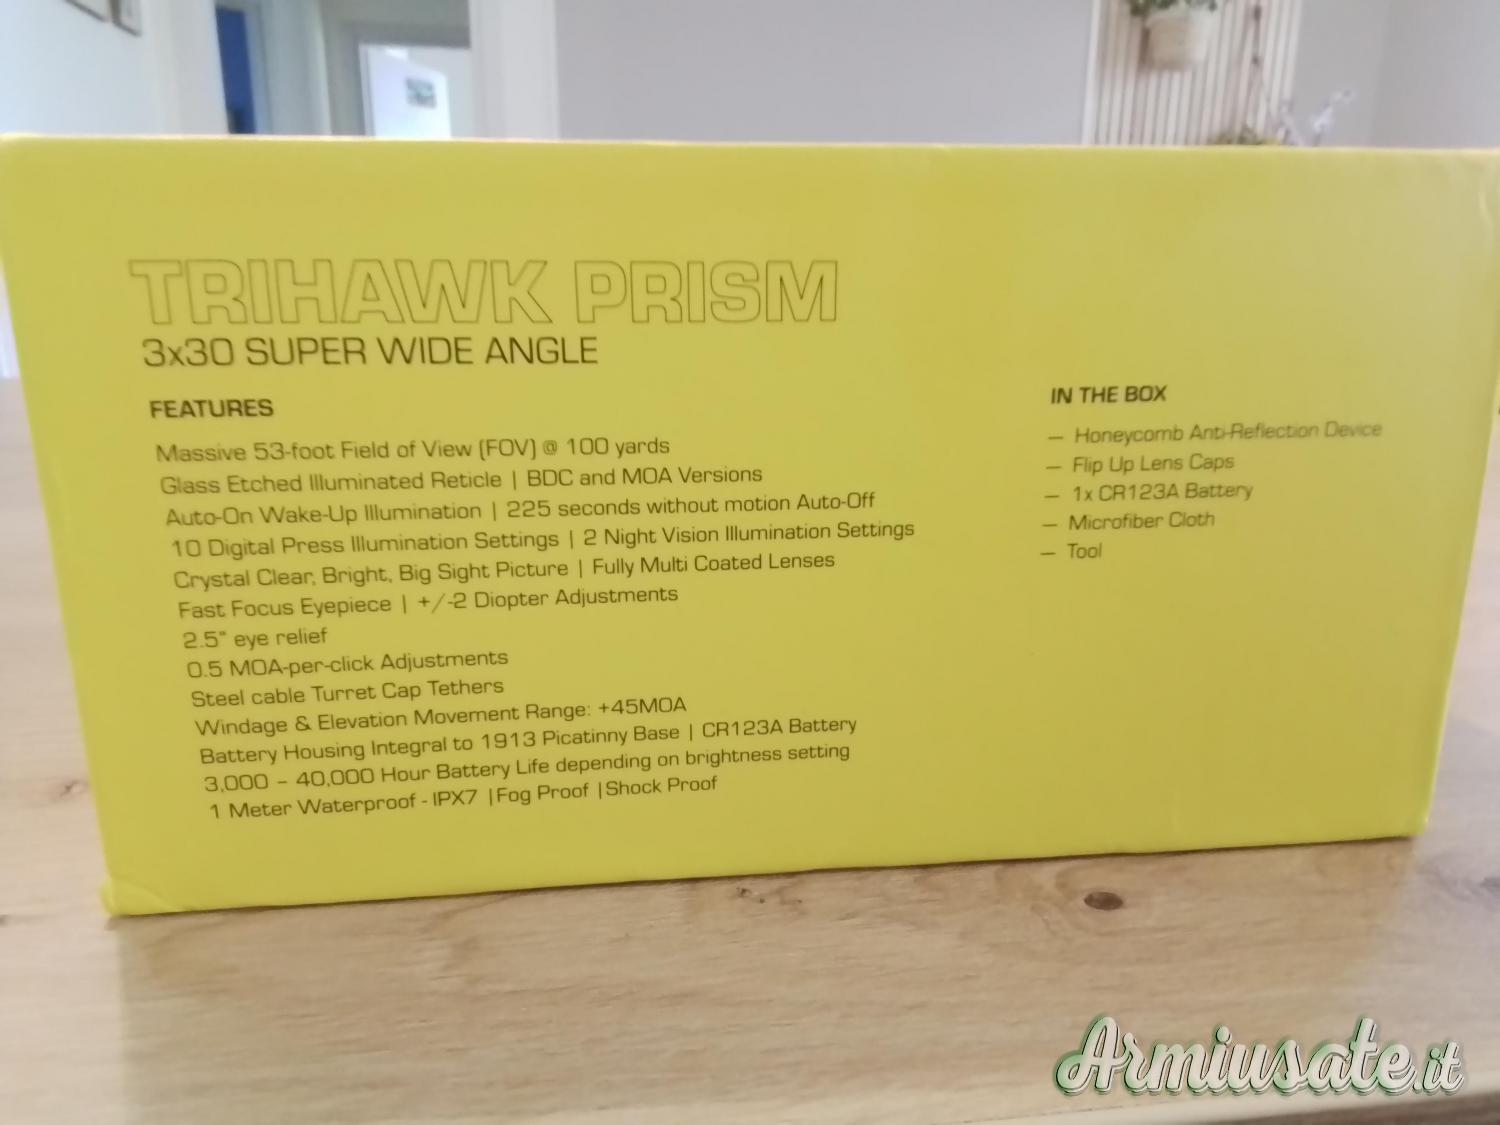 TRIHAWK PRISM
3x30 SUPER WIDE ANGLE
FEATURES
Massive 53-foot Field of View (FOV) @ 100 yards
Glass Etched Illuminated Reticle | BDC and MOA Versions
Auto-On Wake-Up Illumination | 225 seconds without motion Auto-Off
10 Digital Press Illumination Settings | 2 Night Vision Illumination Settings
Crystal Clear, Bright, Big Sight Picture | Fully Multi Coated Lenses
Fast Focus Eyepiece | +/-2 Diopter Adjustments
2.5" eye relief
0.5 MOA-per-click Adjustments
Steel cable Turret Cap Tethers
Windage & Elevation Movement Range: +45MOA
Battery Housing Integral to 1913 Picatinny Base | CR123A Battery
3,000 – 40,000 Hour Battery Life depending on brightness setting
1 Meter Waterproof - IPX7 |Fog Proof |Shock Proof
IN THE BOX
— Honeycomb Anti-Reflection Device
— Flip Up Lens Caps
— 1x CR123A Battery
— Microfiber Cloth
— Tool
Armiusate.it